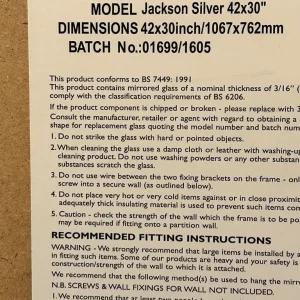 MODEL Jackson Silver 42x30"
DIMENSIONS 42x30inch/1067x762mm
BATCH No.:01699/1605
This product conforms to BS 7449: 1991
This product contains mirrored glass of a nominal thickness of 3/16" (
comply with the classification requirements of BS 6206.
If the product component is chipped or broken - please replace with 3
Consult the manufacturer, retailer or agent with regard to obtaining a
shape for replacement glass quoting the model number and batch num
1. Do not strike the glass with hard or pointed objects.
2. When cleaning the glass use a damp cloth or leather with washing-up
cleaning product. Do not use washing powders or any other substan
substances scratch the glass.
3. Do not use wire between the two fixing brackets on the frame - onl
screw into a secure wall (as outlined below).
4. Do not place very hot or very cold items against or in close proximi
adequately thick insulating material is used to prevent such items con
5. Caution - check the strength of the wall which the frame is to be po
may be required if fitting onto a partition wall.
RECOMMENDED FITTING INSTRUCTIONS
WARNING - We strongly recommend that large items be installed by a
in fitting such items. Some of our products are heavy and your safety is
construction/strength of the wall to which it is attached.
We recommend that the following method(s) be used to hang the mirr
N.B. SCREWS & WALL FIXINGS FOR WALL NOT INCLUDED.
1. We recommend that at least two people